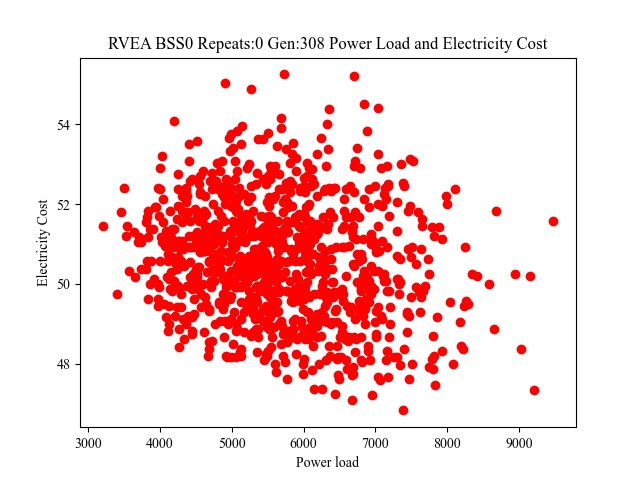 RVEA BSS0 Repeats:0 Gen:308 Power Load and Electricity Cost
54
52
50
48
Electricity Cost
3000 4000 5000 6000 7000 8000 9000
Power load